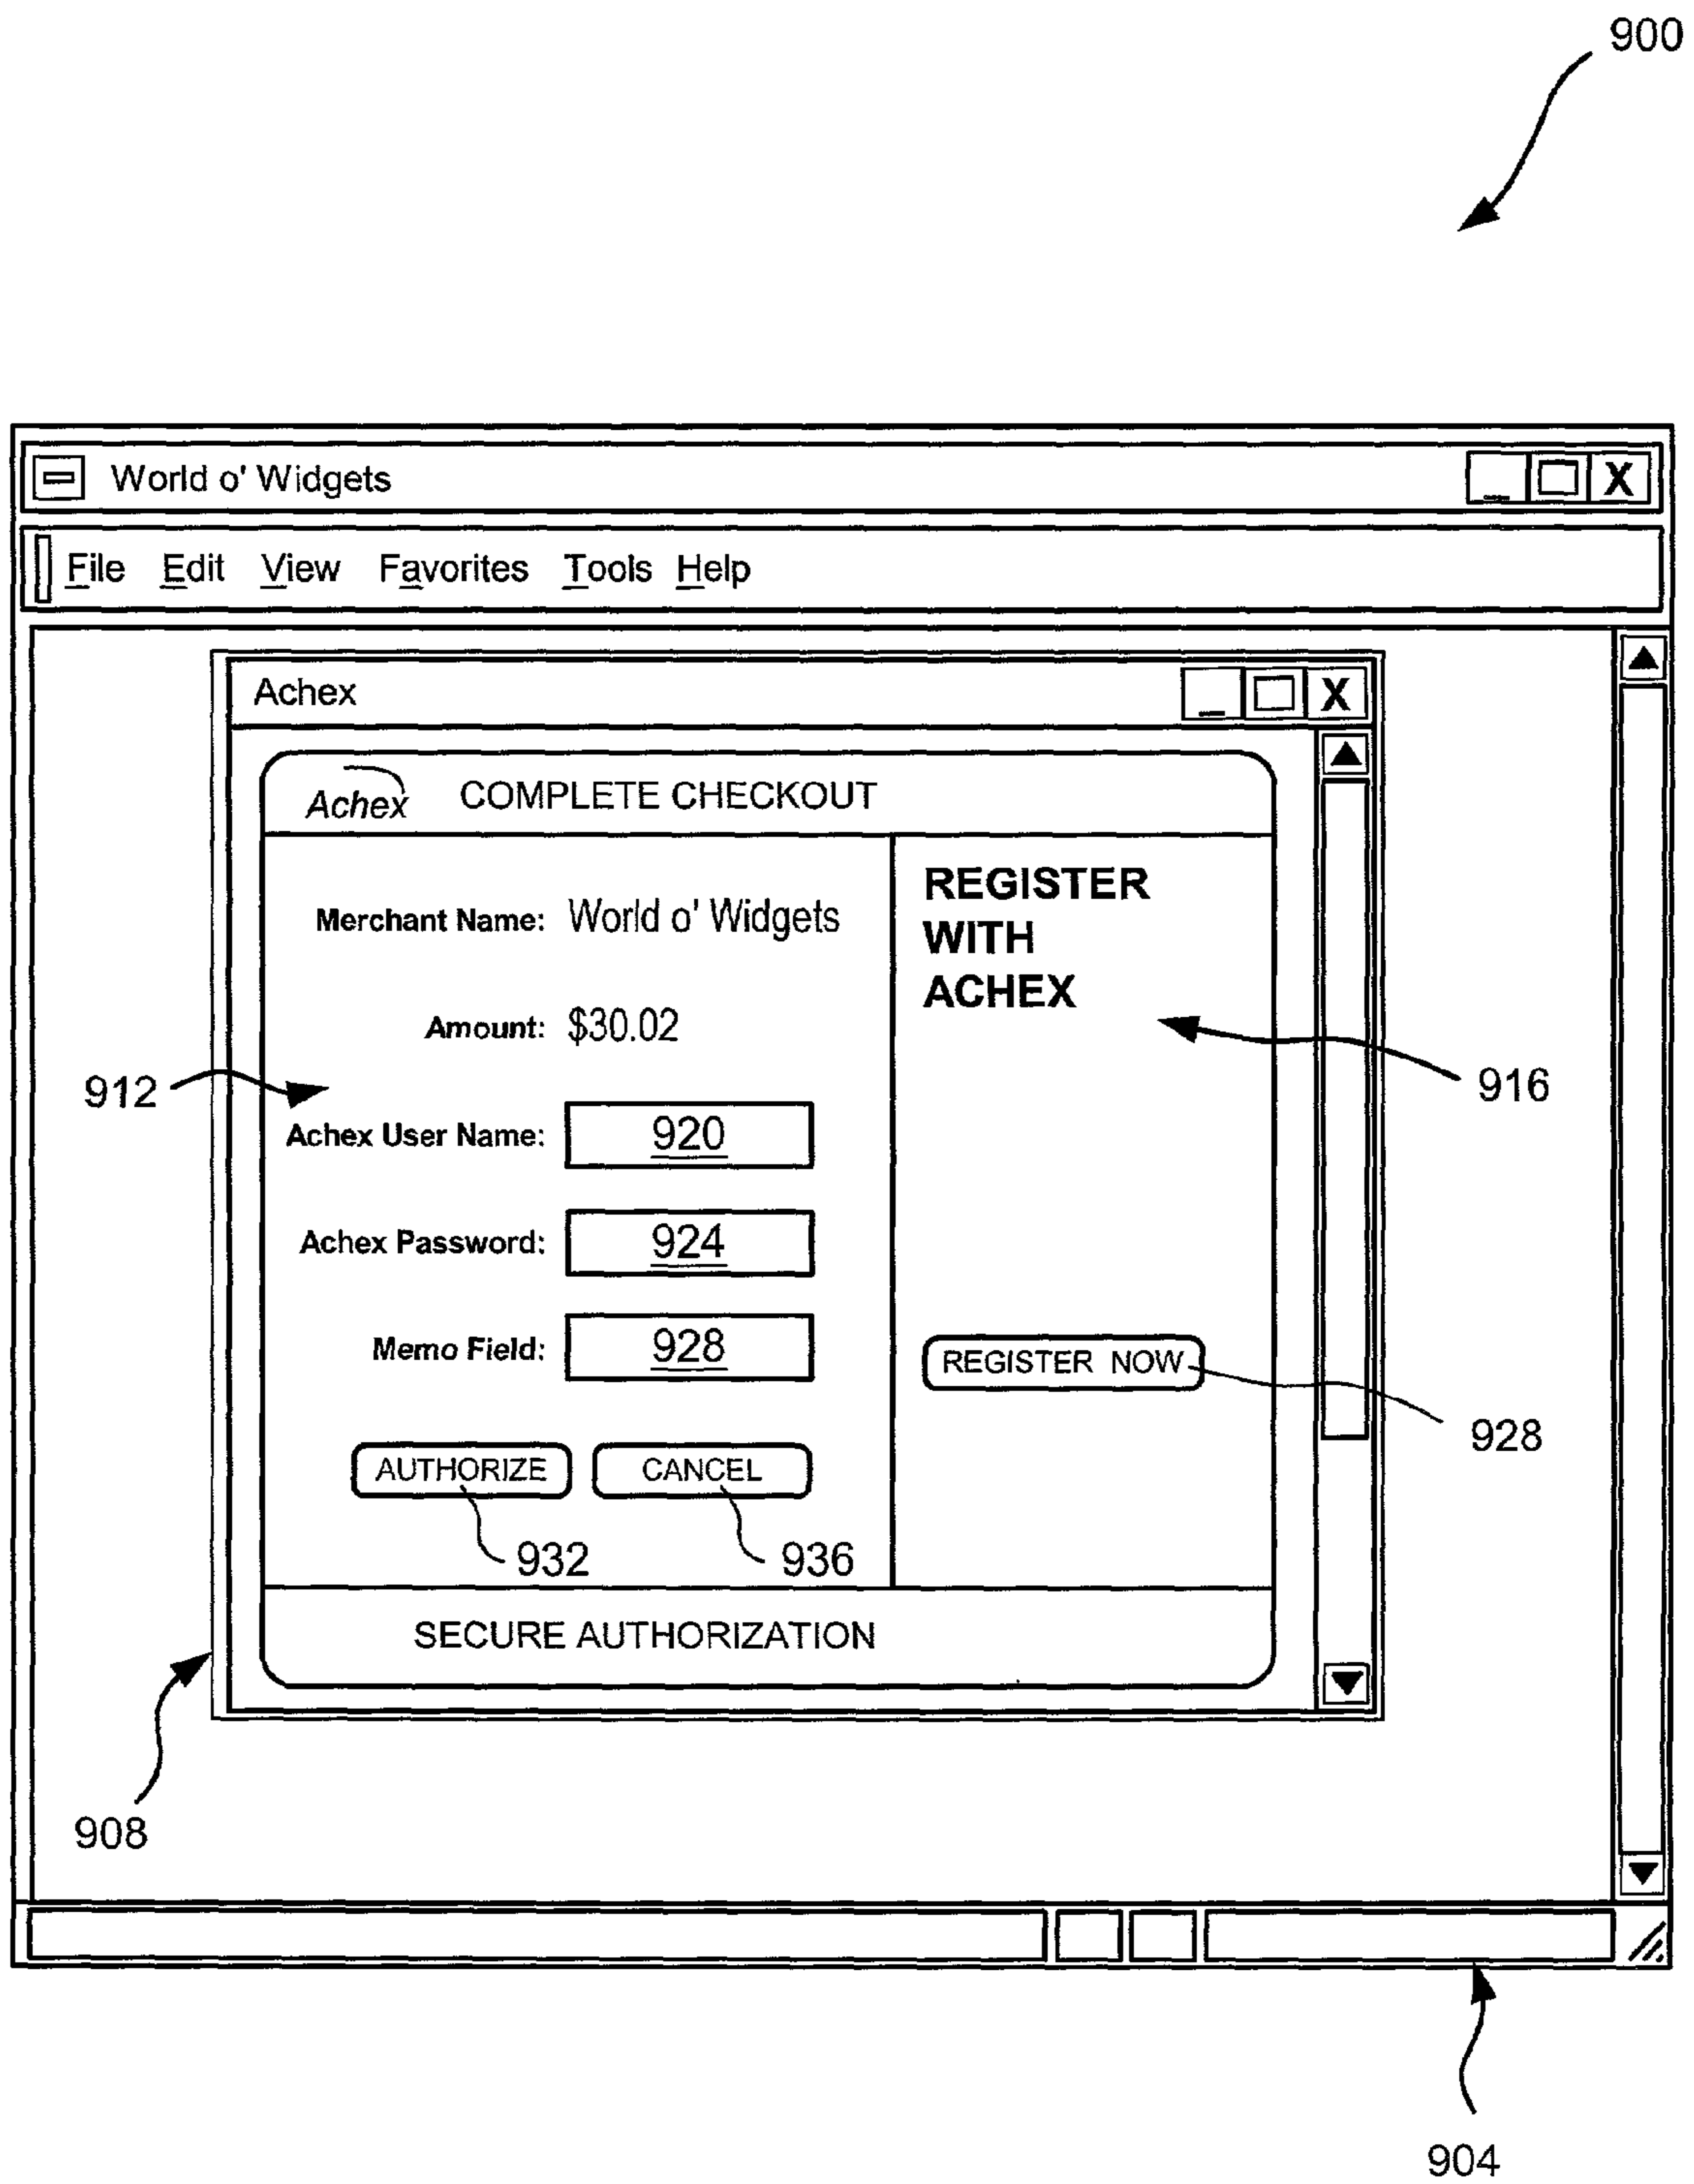 900
World o' Widgets
X
File Edit View Favorites Tools Help
Achex
X
Achex COMPLETE CHECKOUT
Merchant Name: World o' Widgets
Amount: $30.02
912
Achex User Name: 920
Achex Password: 924
Memo Field: 928
AUTHORIZE CANCEL
932 936
REGISTER
WITH
ACHEX
916
REGISTER NOW
928
SECURE AUTHORIZATION
908
904